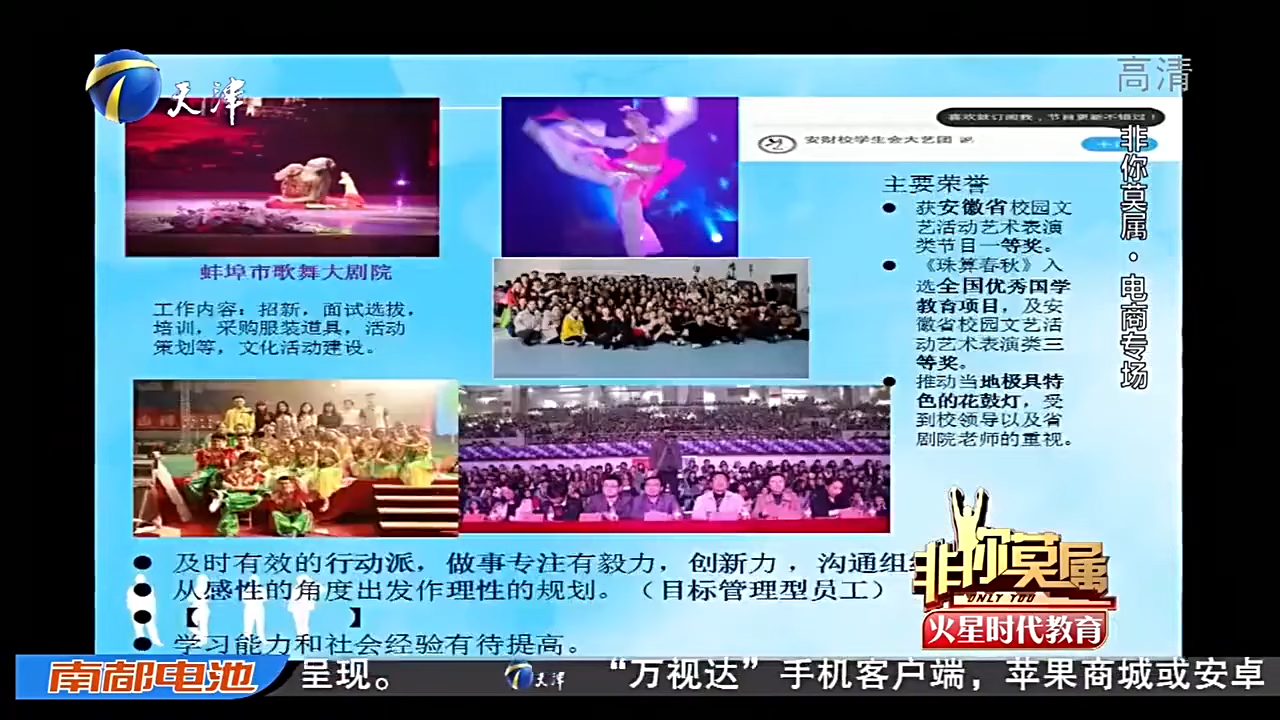 天津
高清
喜欢就订阅我，节目更新不错过！
安财校学生会大艺团
非你莫属·电商专场
蚌埠市歌舞大剧院
工作内容：招新，面试选拔，
培训，采购服装道具，活动
策划等，文化活动建设。
主要荣誉
● 获安徽省校园文
艺活动艺术表演
类节目一等奖。
● 《珠算春秋》入
选全国优秀国学
教育项目，及安
徽省校园文艺活
动艺术表演类三
等奖。
● 推动当地极具特
色的花鼓灯，受
到校领导以及省
剧院老师的重视。
● 及时有效的行动派，做事专注有毅力，创新力，沟通组
● 从感性的角度出发作理性的规划。（目标管理型员工）
● 【 】
● 学习能力和社会经验有待提高。
非你莫属
ONLY YOU
火星时代教育
南都电池
呈现。 天津 “万视达”手机客户端，苹果商城或安卓